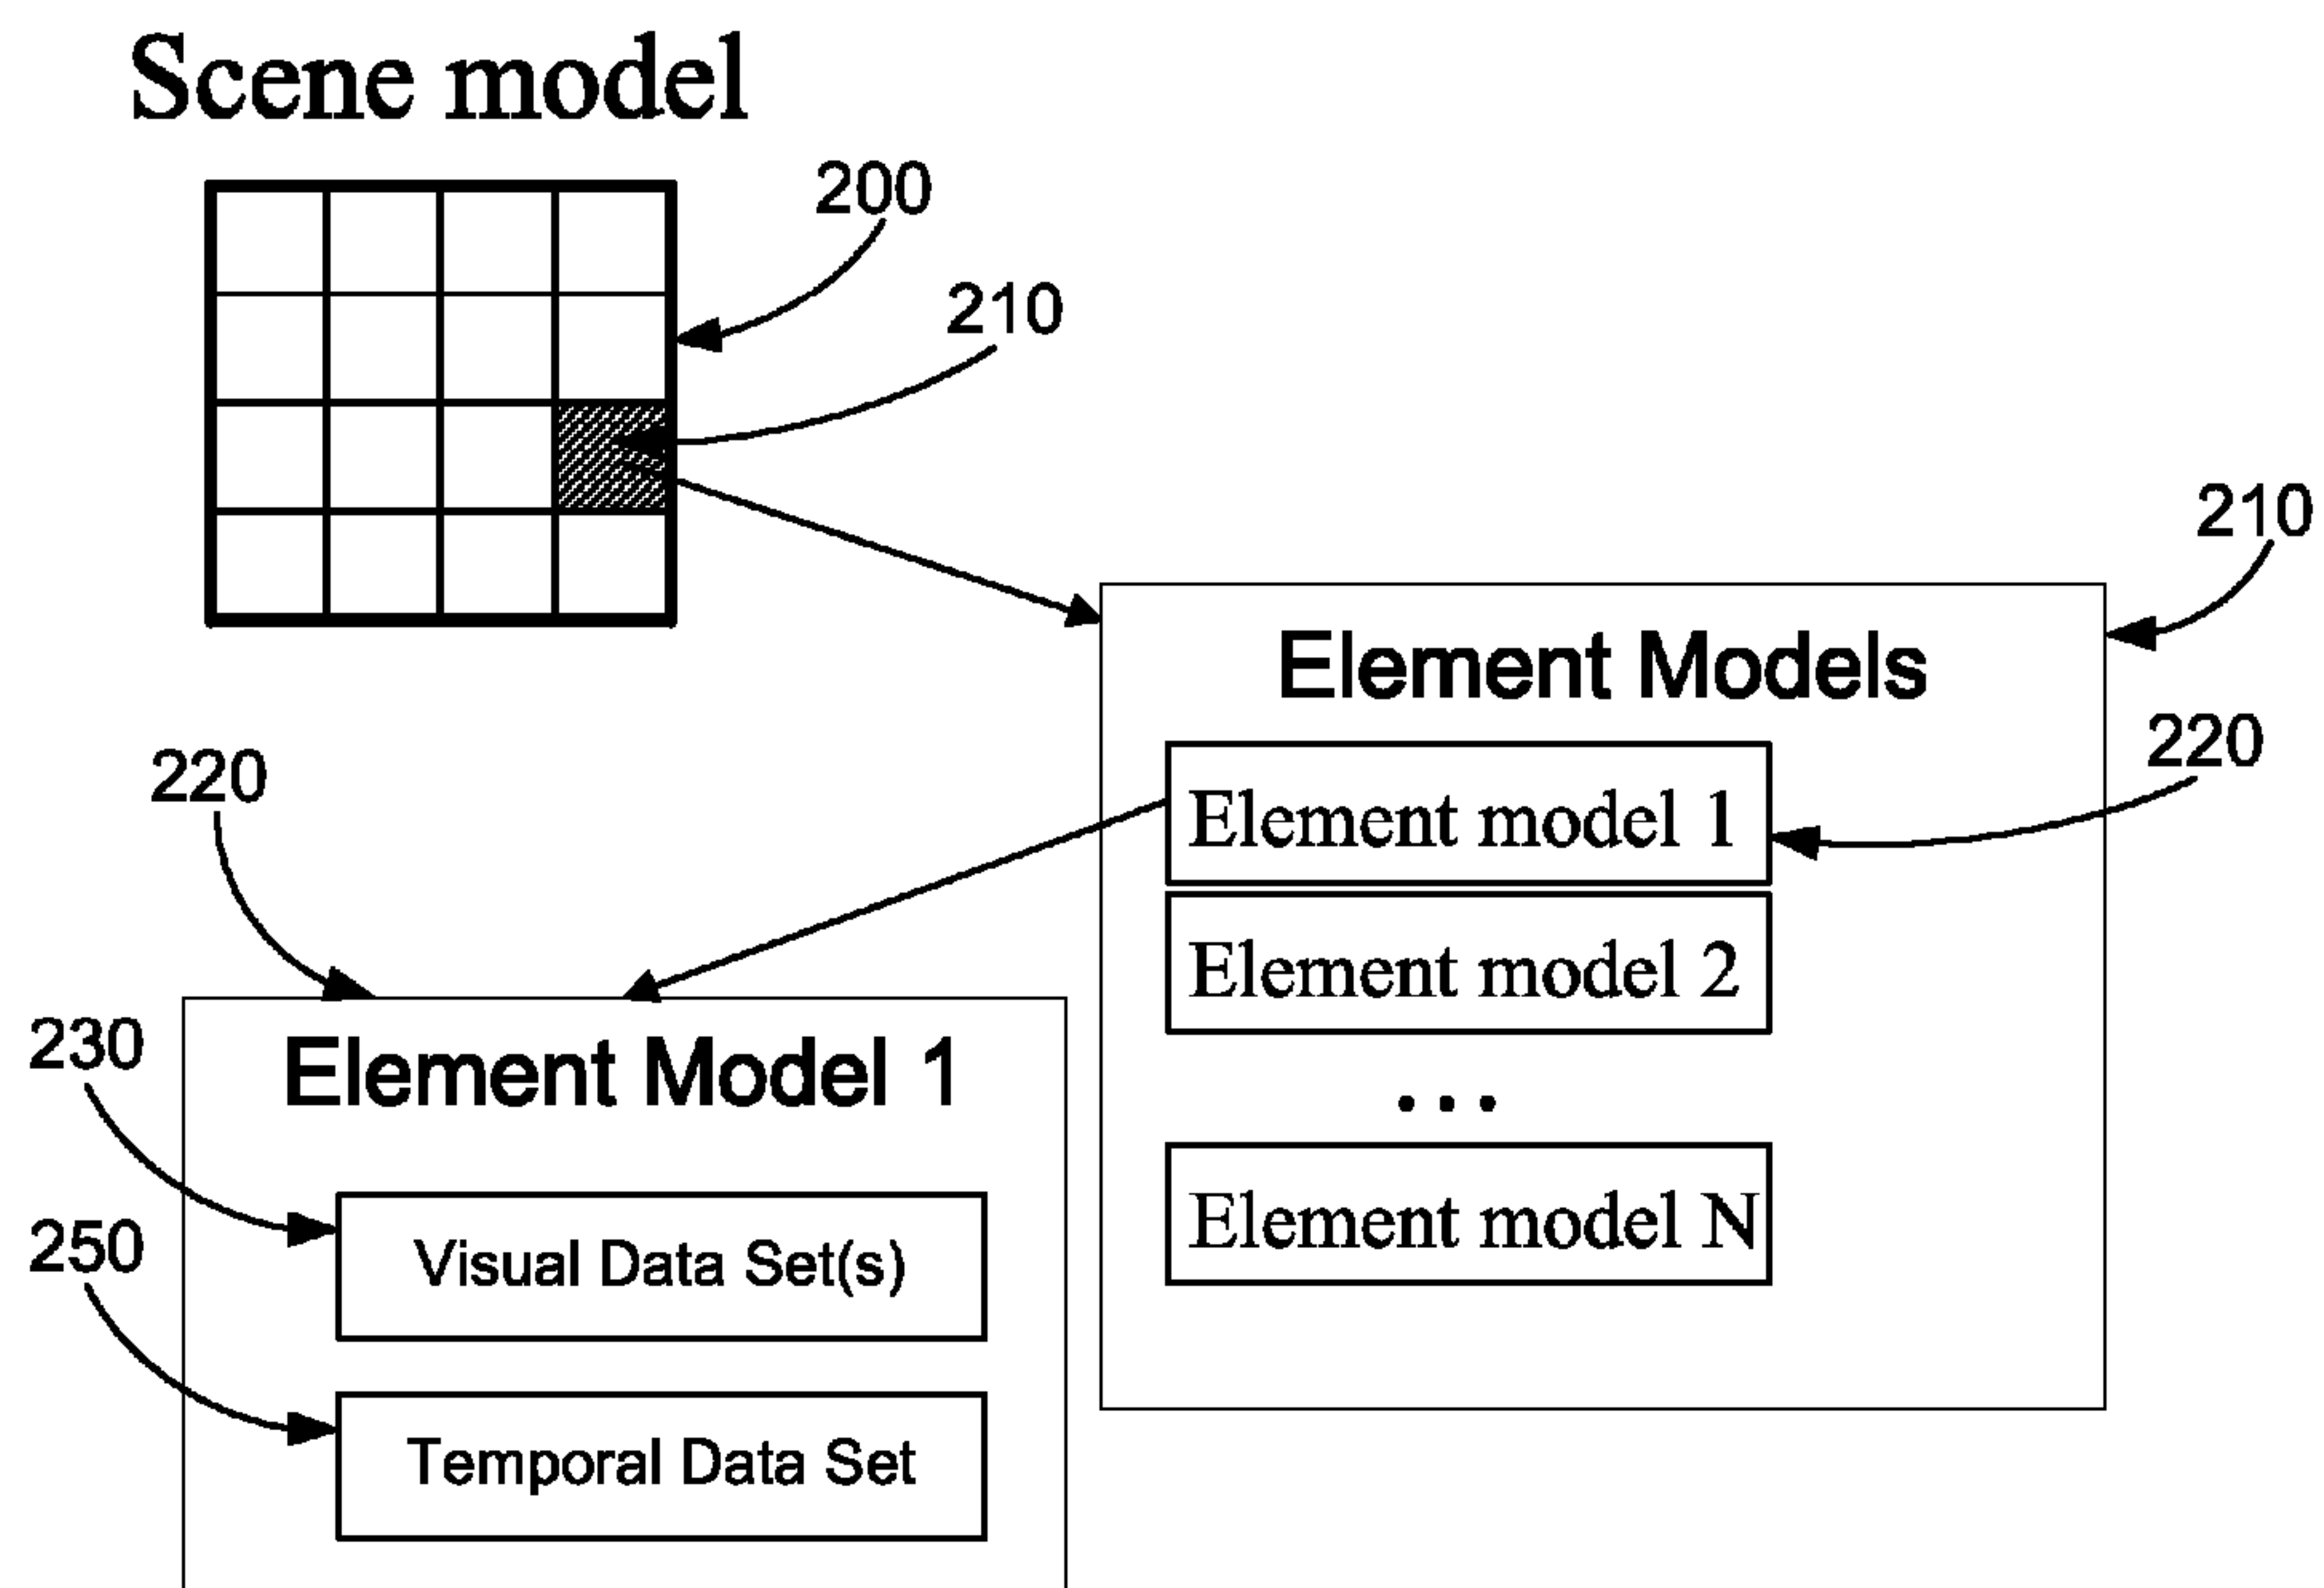 Scene model
200
210
210
Element Models
220
Element model 1
220
Element model 2
230
Element Model 1
...
Element model N
250
Visual Data Set(s)
Temporal Data Set